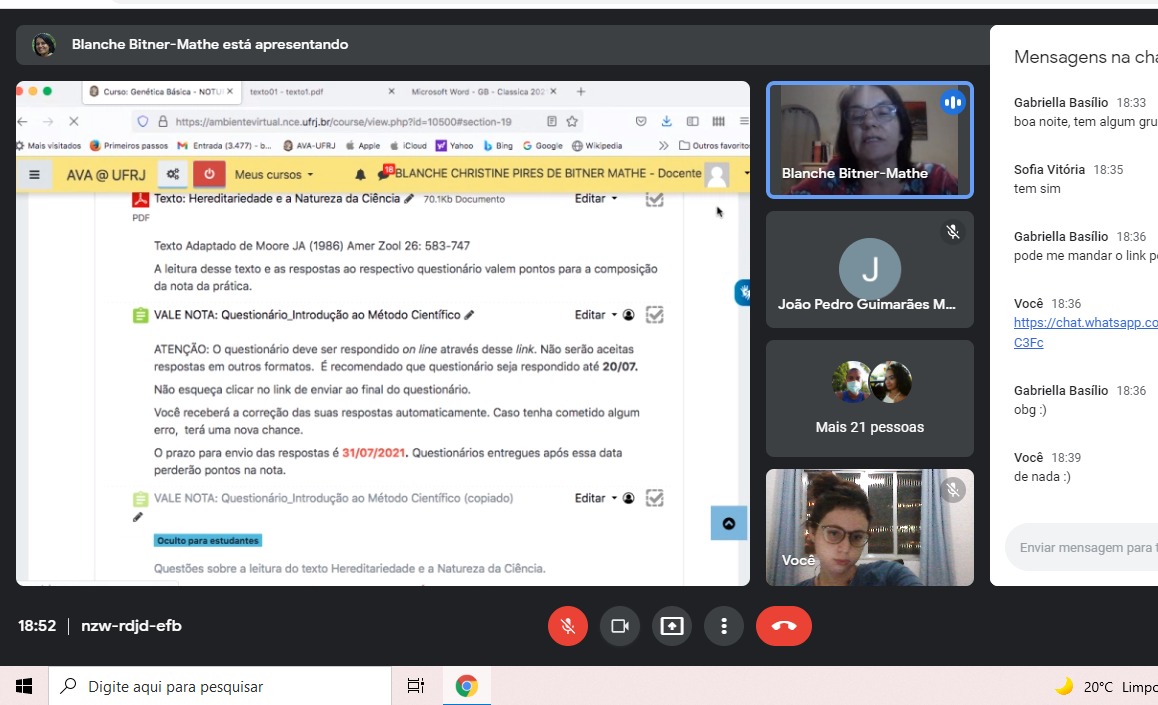 Blanche Bitner-Mathe está apresentando
Curso: Genética Básica - NOTU
texto01 - texto1.pdf
Microsoft Word - GB - Classica 202
https://ambientevirtual.nce.ufrj.br/course/view.php?id=10500#section-19
Mais visitados Primeiros passos Entrada (3.477) - b... AVA-UFRJ Apple iCloud Yahoo Bing Google Wikipedia Outros favoritos
AVA @ UFRJ Meus cursos 18 BLANCHE CHRISTINE PIRES DE BITNER MATHE - Docente
Texto: Hereditariedade e a Natureza da Ciência 70.1Kb Documento Editar
PDF
Texto Adaptado de Moore JA (1986) Amer Zool 26: 583-747
A leitura desse texto e as respostas ao respectivo questionário valem pontos para a composição
da nota da prática.
VALE NOTA: Questionário_Introdução ao Método Científico Editar
ATENÇÃO: O questionário deve ser respondido on line através desse link. Não serão aceitas
respostas em outros formatos. É recomendado que questionário seja respondido até 20/07.
Não esqueça clicar no link de enviar ao final do questionário.
Você receberá a correção das suas respostas automaticamente. Caso tenha cometido algum
erro, terá uma nova chance.
O prazo para envio das respostas é 31/07/2021. Questionários entregues após essa data
perderão pontos na nota.
VALE NOTA: Questionário_Introdução ao Método Científico (copiado) Editar
Oculto para estudantes
Questões sobre a leitura do texto Hereditariedade e a Natureza da Ciência.
Blanche Bitner-Mathe
J
João Pedro Guimarães M...
Mais 21 pessoas
Você
Mensagens na cha
Gabriella Basílio 18:33
boa noite, tem algum gru
Sofia Vitória 18:35
tem sim
Gabriella Basílio 18:36
pode me mandar o link p
Você 18:36
https://chat.whatsapp.co
C3Fc
Gabriella Basílio 18:36
obg :)
Você 18:39
de nada :)
Enviar mensagem para t
18:52 | nzw-rdjd-efb
Digite aqui para pesquisar
20°C Limpo